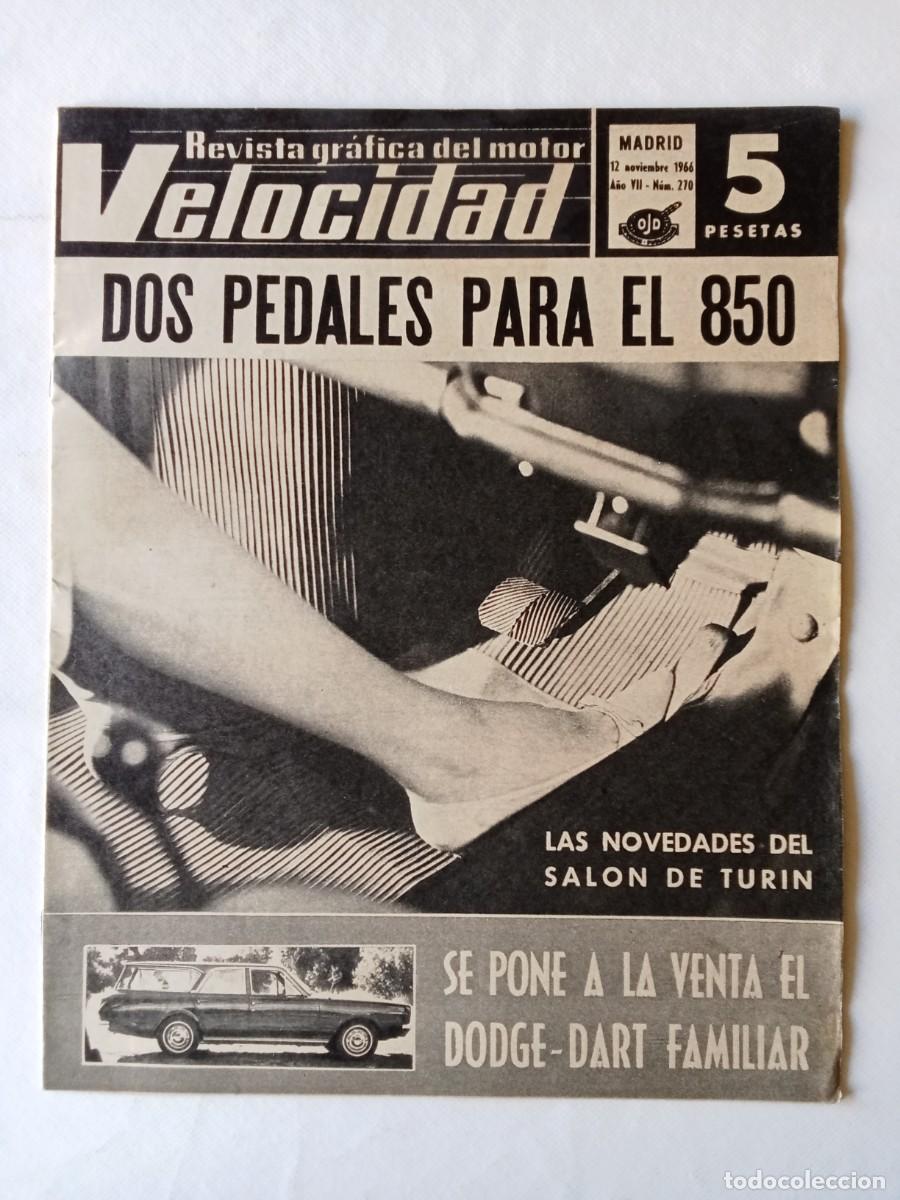 Revista gráfica del motor
Velocidad
MADRID
12 noviembre 1966
Año VII - Núm. 270
OJD
5
PESETAS
DOS PEDALES PARA EL 850
LAS NOVEDADES DEL
SALON DE TURIN
SE PONE A LA VENTA EL
DODGE-DART FAMILIAR
todocoleccion